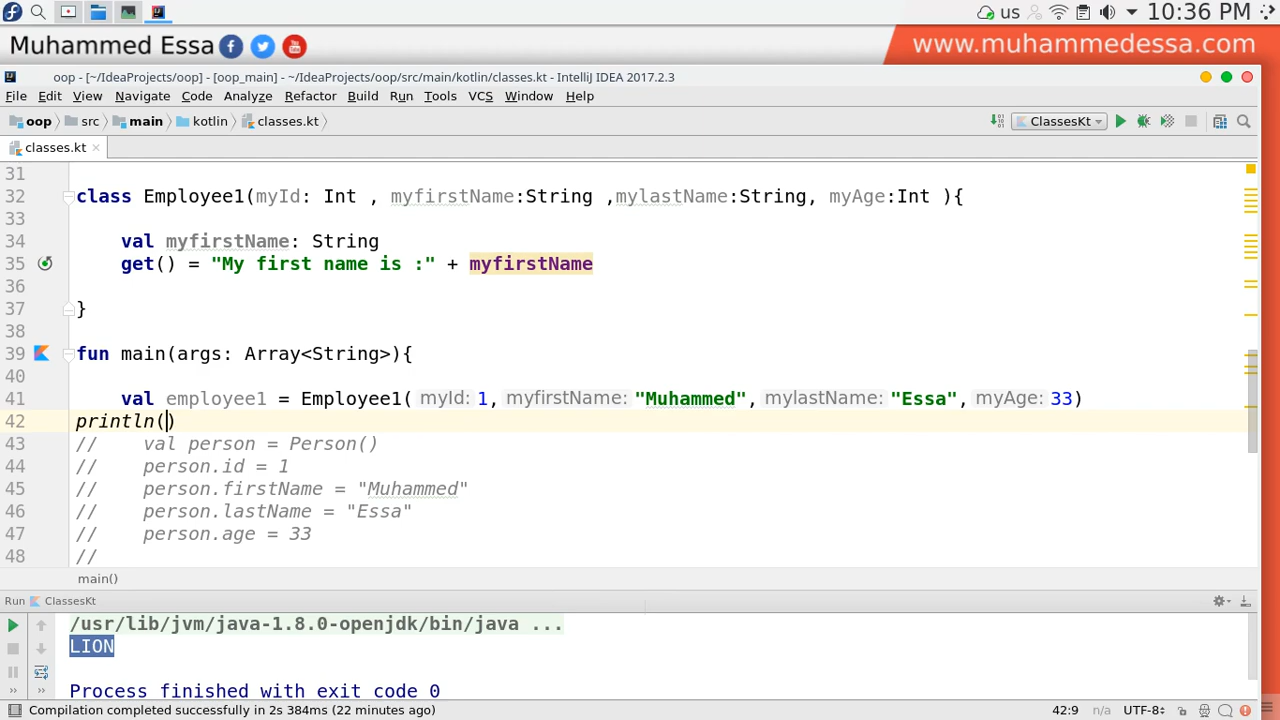 us 10:36 PM
Muhammed Essa www.muhammedessa.com
oop - [~/IdeaProjects/oop] - [oop_main] - ~/IdeaProjects/oop/src/main/kotlin/classes.kt - IntelliJ IDEA 2017.2.3
File Edit View Navigate Code Analyze Refactor Build Run Tools VCS Window Help
oop src main kotlin classes.kt ClassesKt
classes.kt
31
32 class Employee1(myId: Int , myfirstName:String ,mylastName:String, myAge:Int ){
33
34 val myfirstName: String
35 get() = "My first name is :" + myfirstName
36
37 }
38
39 fun main(args: Array<String>){
40
41 val employee1 = Employee1( myId: 1, myfirstName: "Muhammed", mylastName: "Essa", myAge: 33)
42 println()
43 // val person = Person()
44 // person.id = 1
45 // person.firstName = "Muhammed"
46 // person.lastName = "Essa"
47 // person.age = 33
48 //
main()
Run ClassesKt
/usr/lib/jvm/java-1.8.0-openjdk/bin/java ...
LION
Process finished with exit code 0
Compilation completed successfully in 2s 384ms (22 minutes ago) 42:9 n/a UTF-8